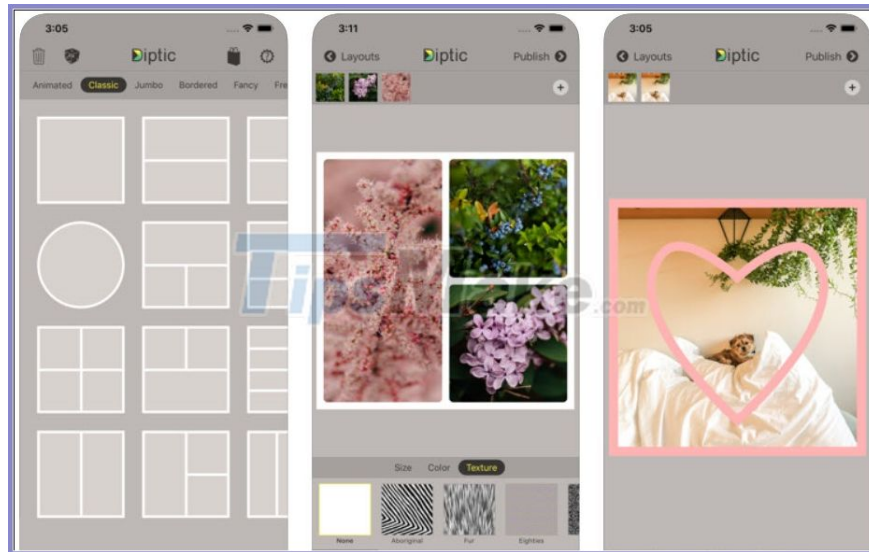 3:05
Diptic
Animated Classic Jumbo Bordered Fancy Fre
3:11
Layouts Diptic Publish
+
Size Color Texture
None Aboriginal Fur Eighties
3:05
Layouts Diptic Publish
+
TipsMake.com